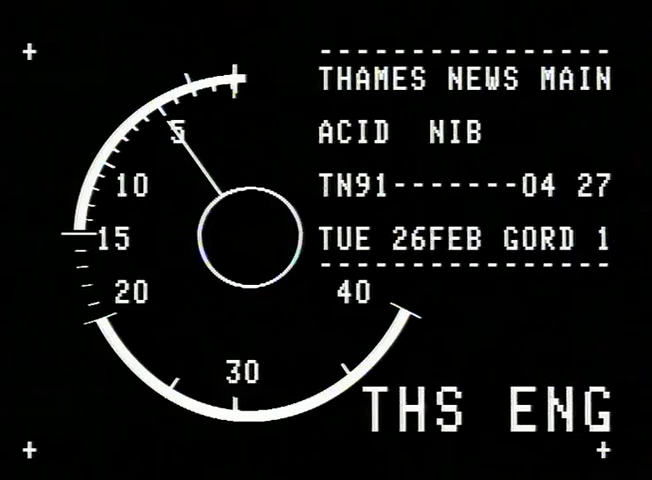 ----------------
THAMES NEWS MAIN
ACID NIB
TN91-------04 27
TUE 26FEB GORD 1
----------------
5
10
15
20
30
40
THS ENG